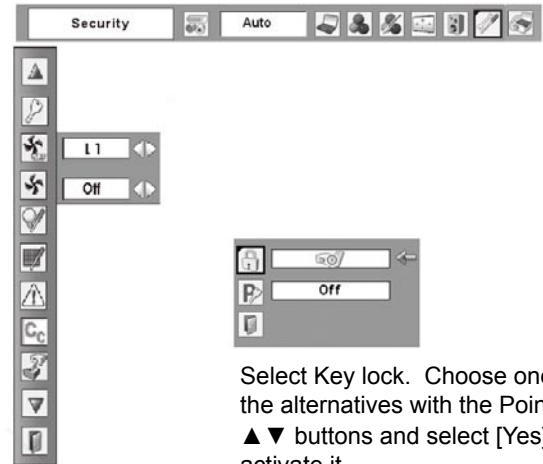 Security
Auto
L1
Off
Off
P
Cc
Select Key lock. Choose one
the alternatives with the Poin
▲▼ buttons and select [Yes]
activate it